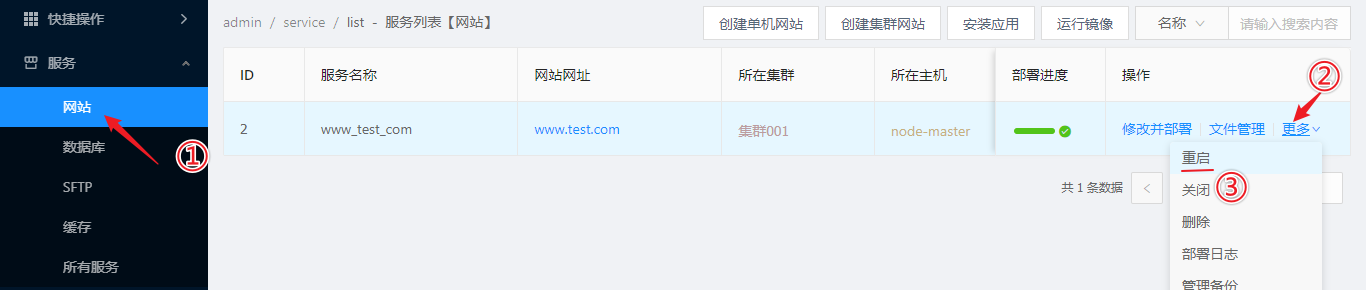 快捷操作
服务
网站
数据库
SFTP
缓存
所有服务
①
admin / service / list - 服务列表【网站】
创建单机网站 创建集群网站 安装应用 运行镜像 名称 请输入搜索内容
ID 服务名称 网站网址 所在集群 所在主机 部署进度 操作
②
2 www_test_com www.test.com 集群001 node-master 修改并部署 文件管理 更多
共 1 条数据
重启
关闭
③
删除
部署日志
管理备份